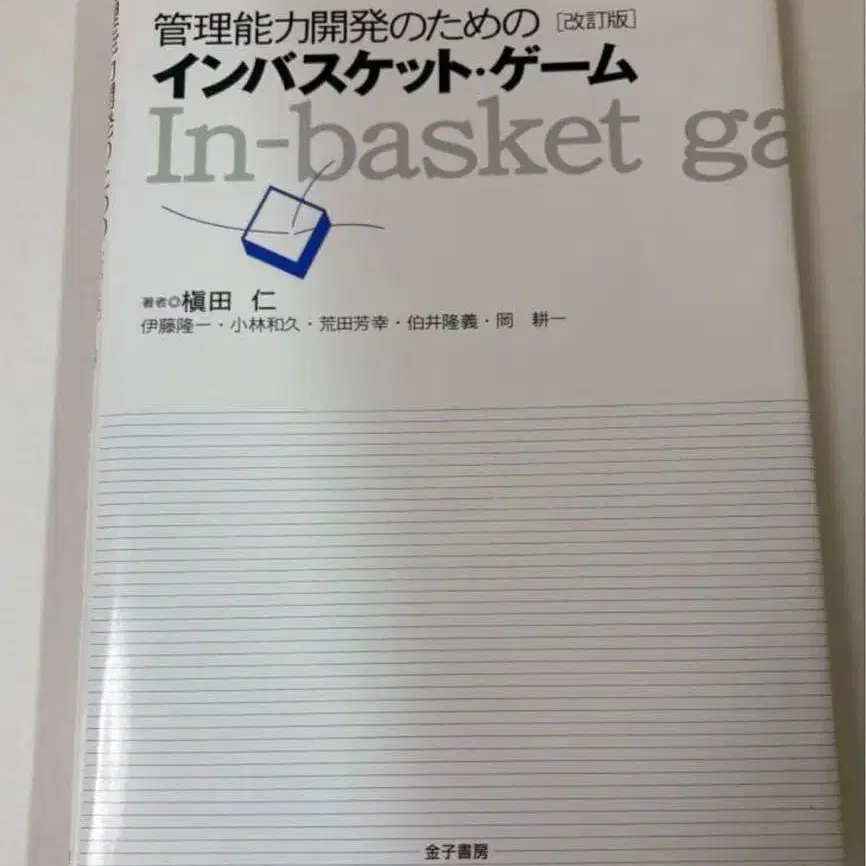 管理能力開発のための [改訂版]
インバスケット・ゲーム
In-basket ga
著者◎槇田 仁
伊藤隆一・小林和久・荒田芳幸・伯井隆義・岡 耕一
金子書房